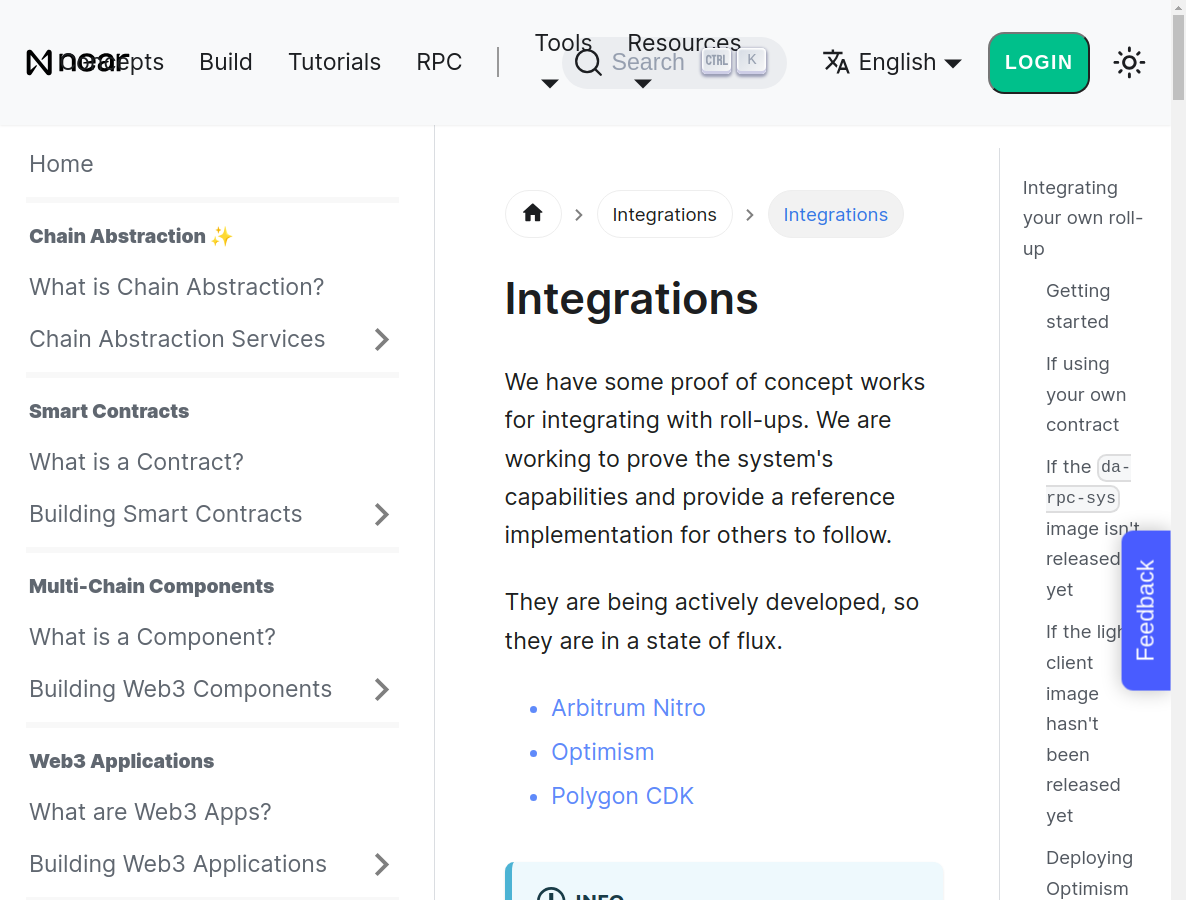 near
Concepts
Build
Tutorials
RPC
Tools
Resources
Search
CTRL
K
English
LOGIN
Home
Chain Abstraction ✨
What is Chain Abstraction?
Chain Abstraction Services
Smart Contracts
What is a Contract?
Building Smart Contracts
Multi-Chain Components
What is a Component?
Building Web3 Components
Web3 Applications
What are Web3 Apps?
Building Web3 Applications
Integrations
Integrations
Integrations
We have some proof of concept works
for integrating with roll-ups. We are
working to prove the system's
capabilities and provide a reference
implementation for others to follow.
They are being actively developed, so
they are in a state of flux.
Arbitrum Nitro
Optimism
Polygon CDK
INFO
Integrating
your own roll-
up
Getting
started
If using
your own
contract
If the da-
rpc-sys
image isn't
released
yet
If the light
client
image
hasn't
been
released
yet
Deploying
Optimism
Feedback